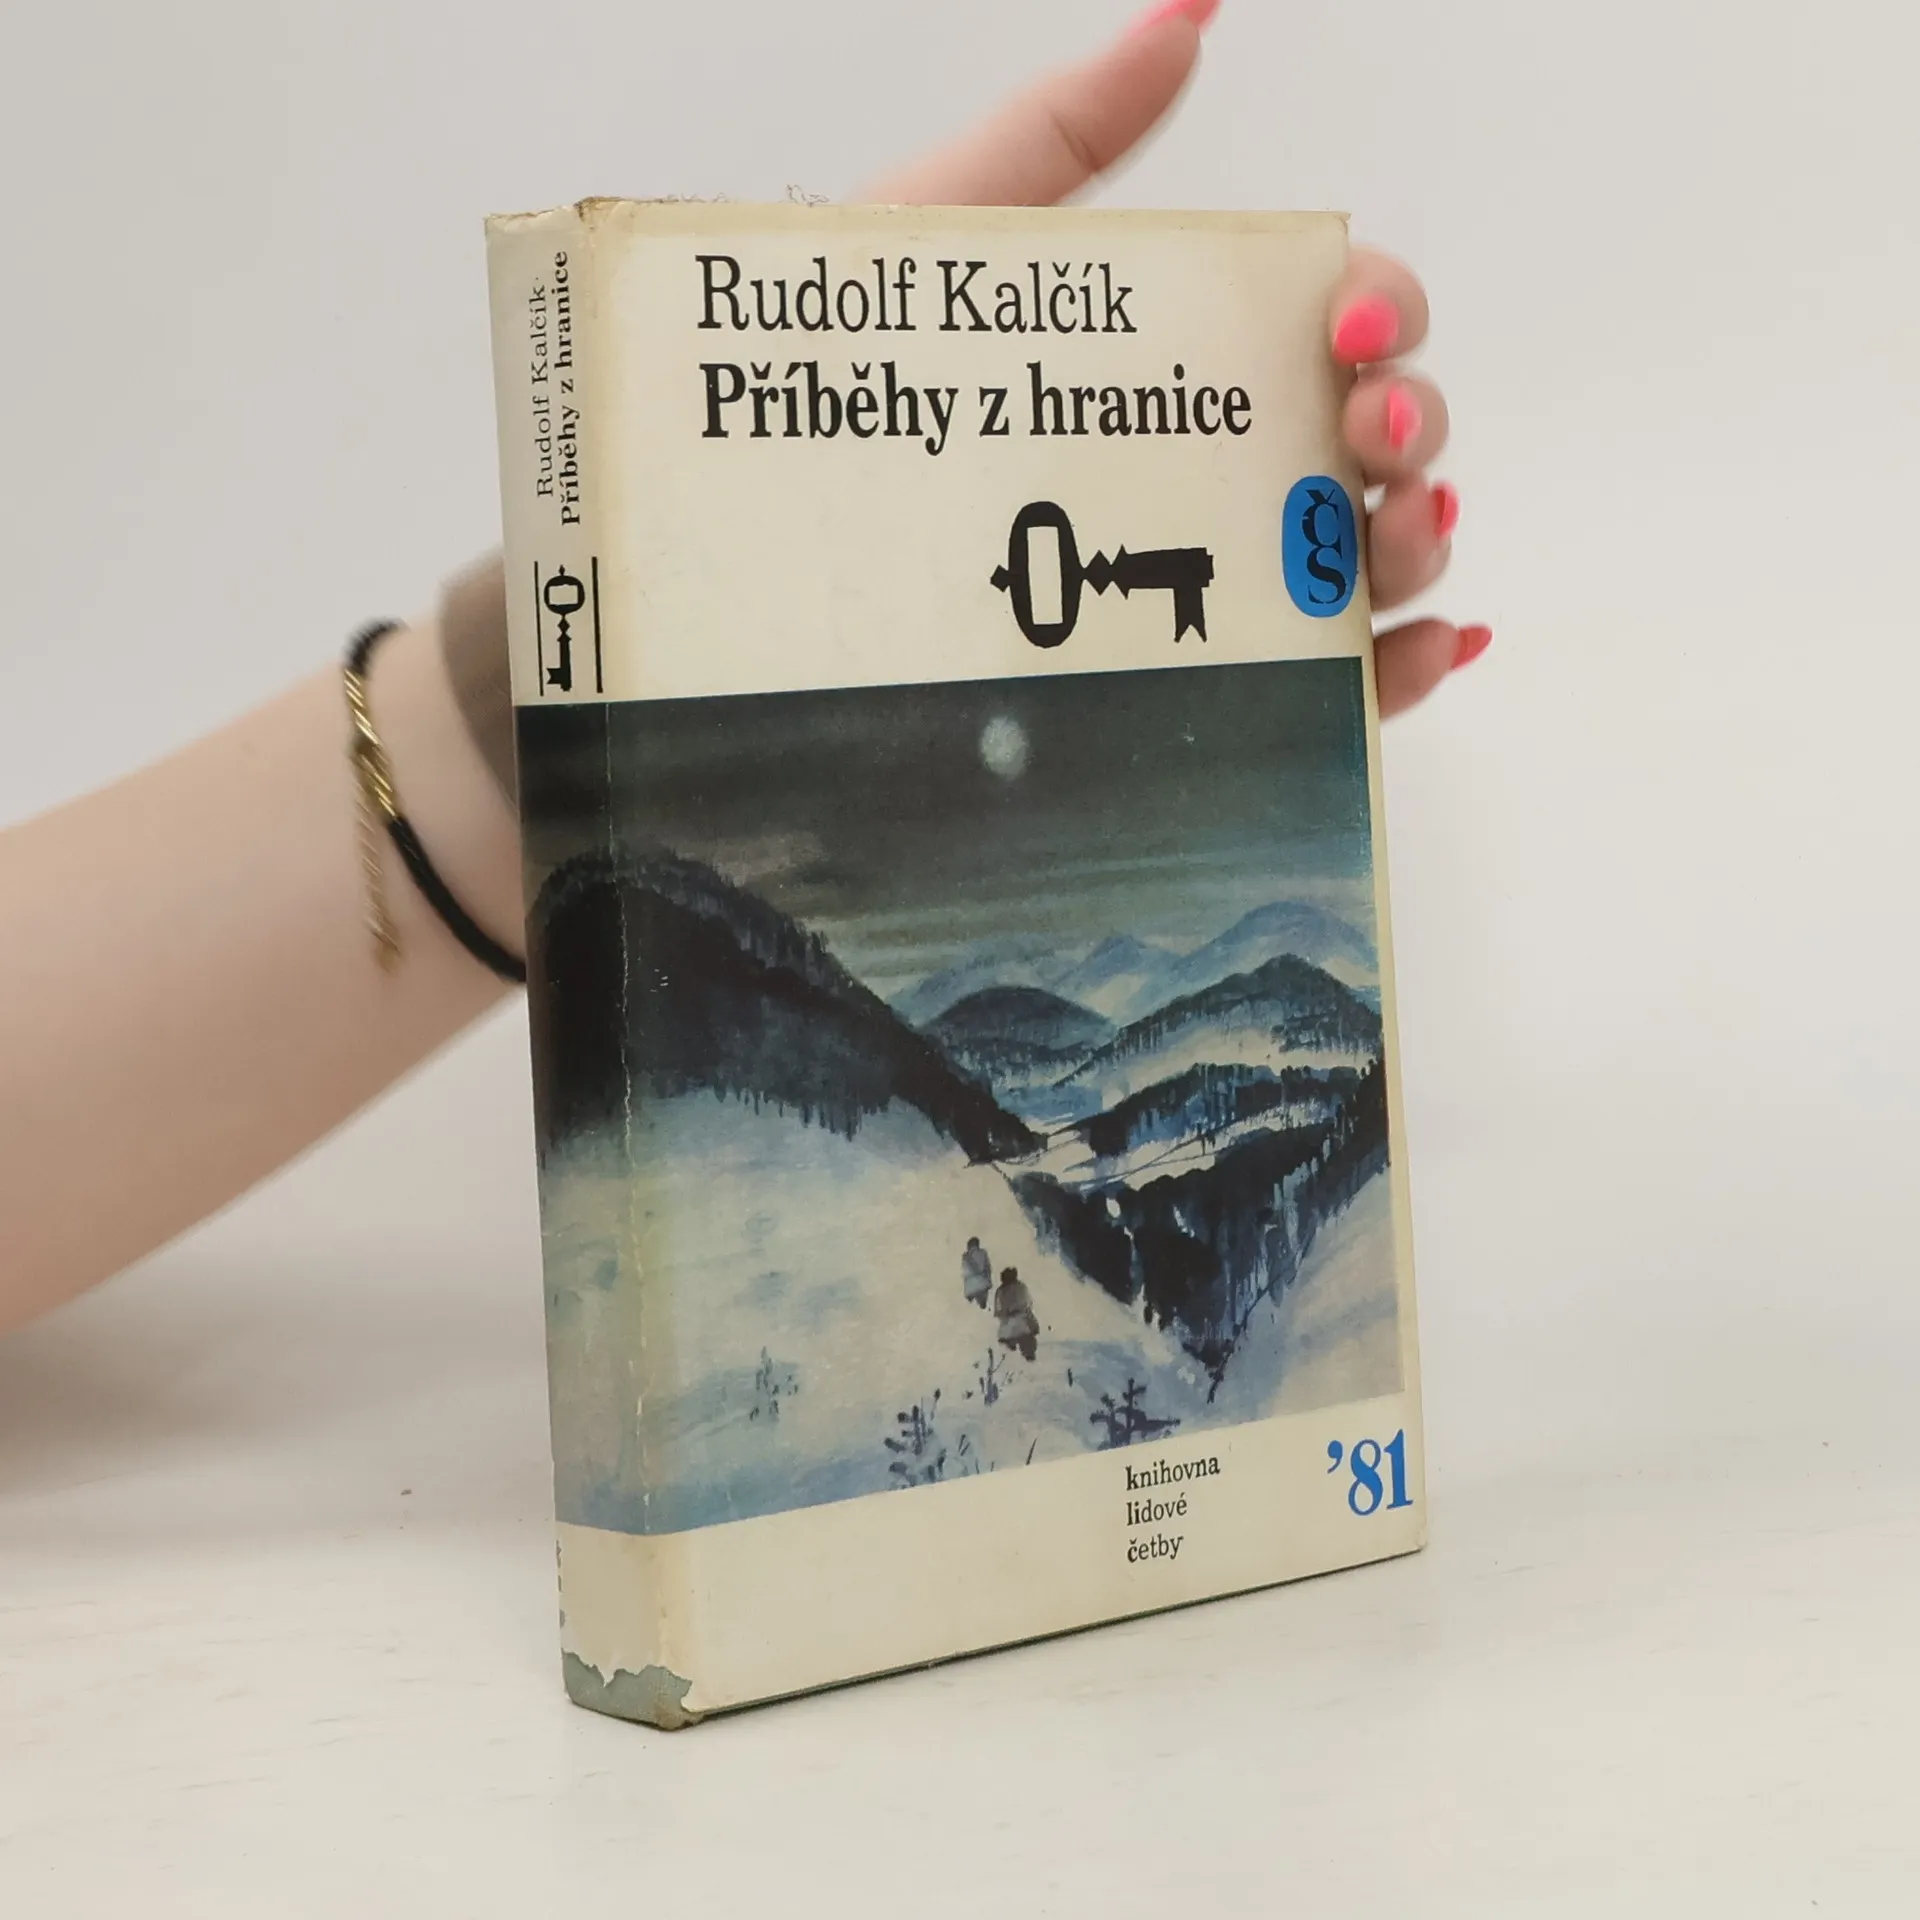 Rudolf Kalčík
Příběhy z hranice
Rudolf Kalčík
Příběhy z hranice
ČS
knihovna
lidové
četby
’81